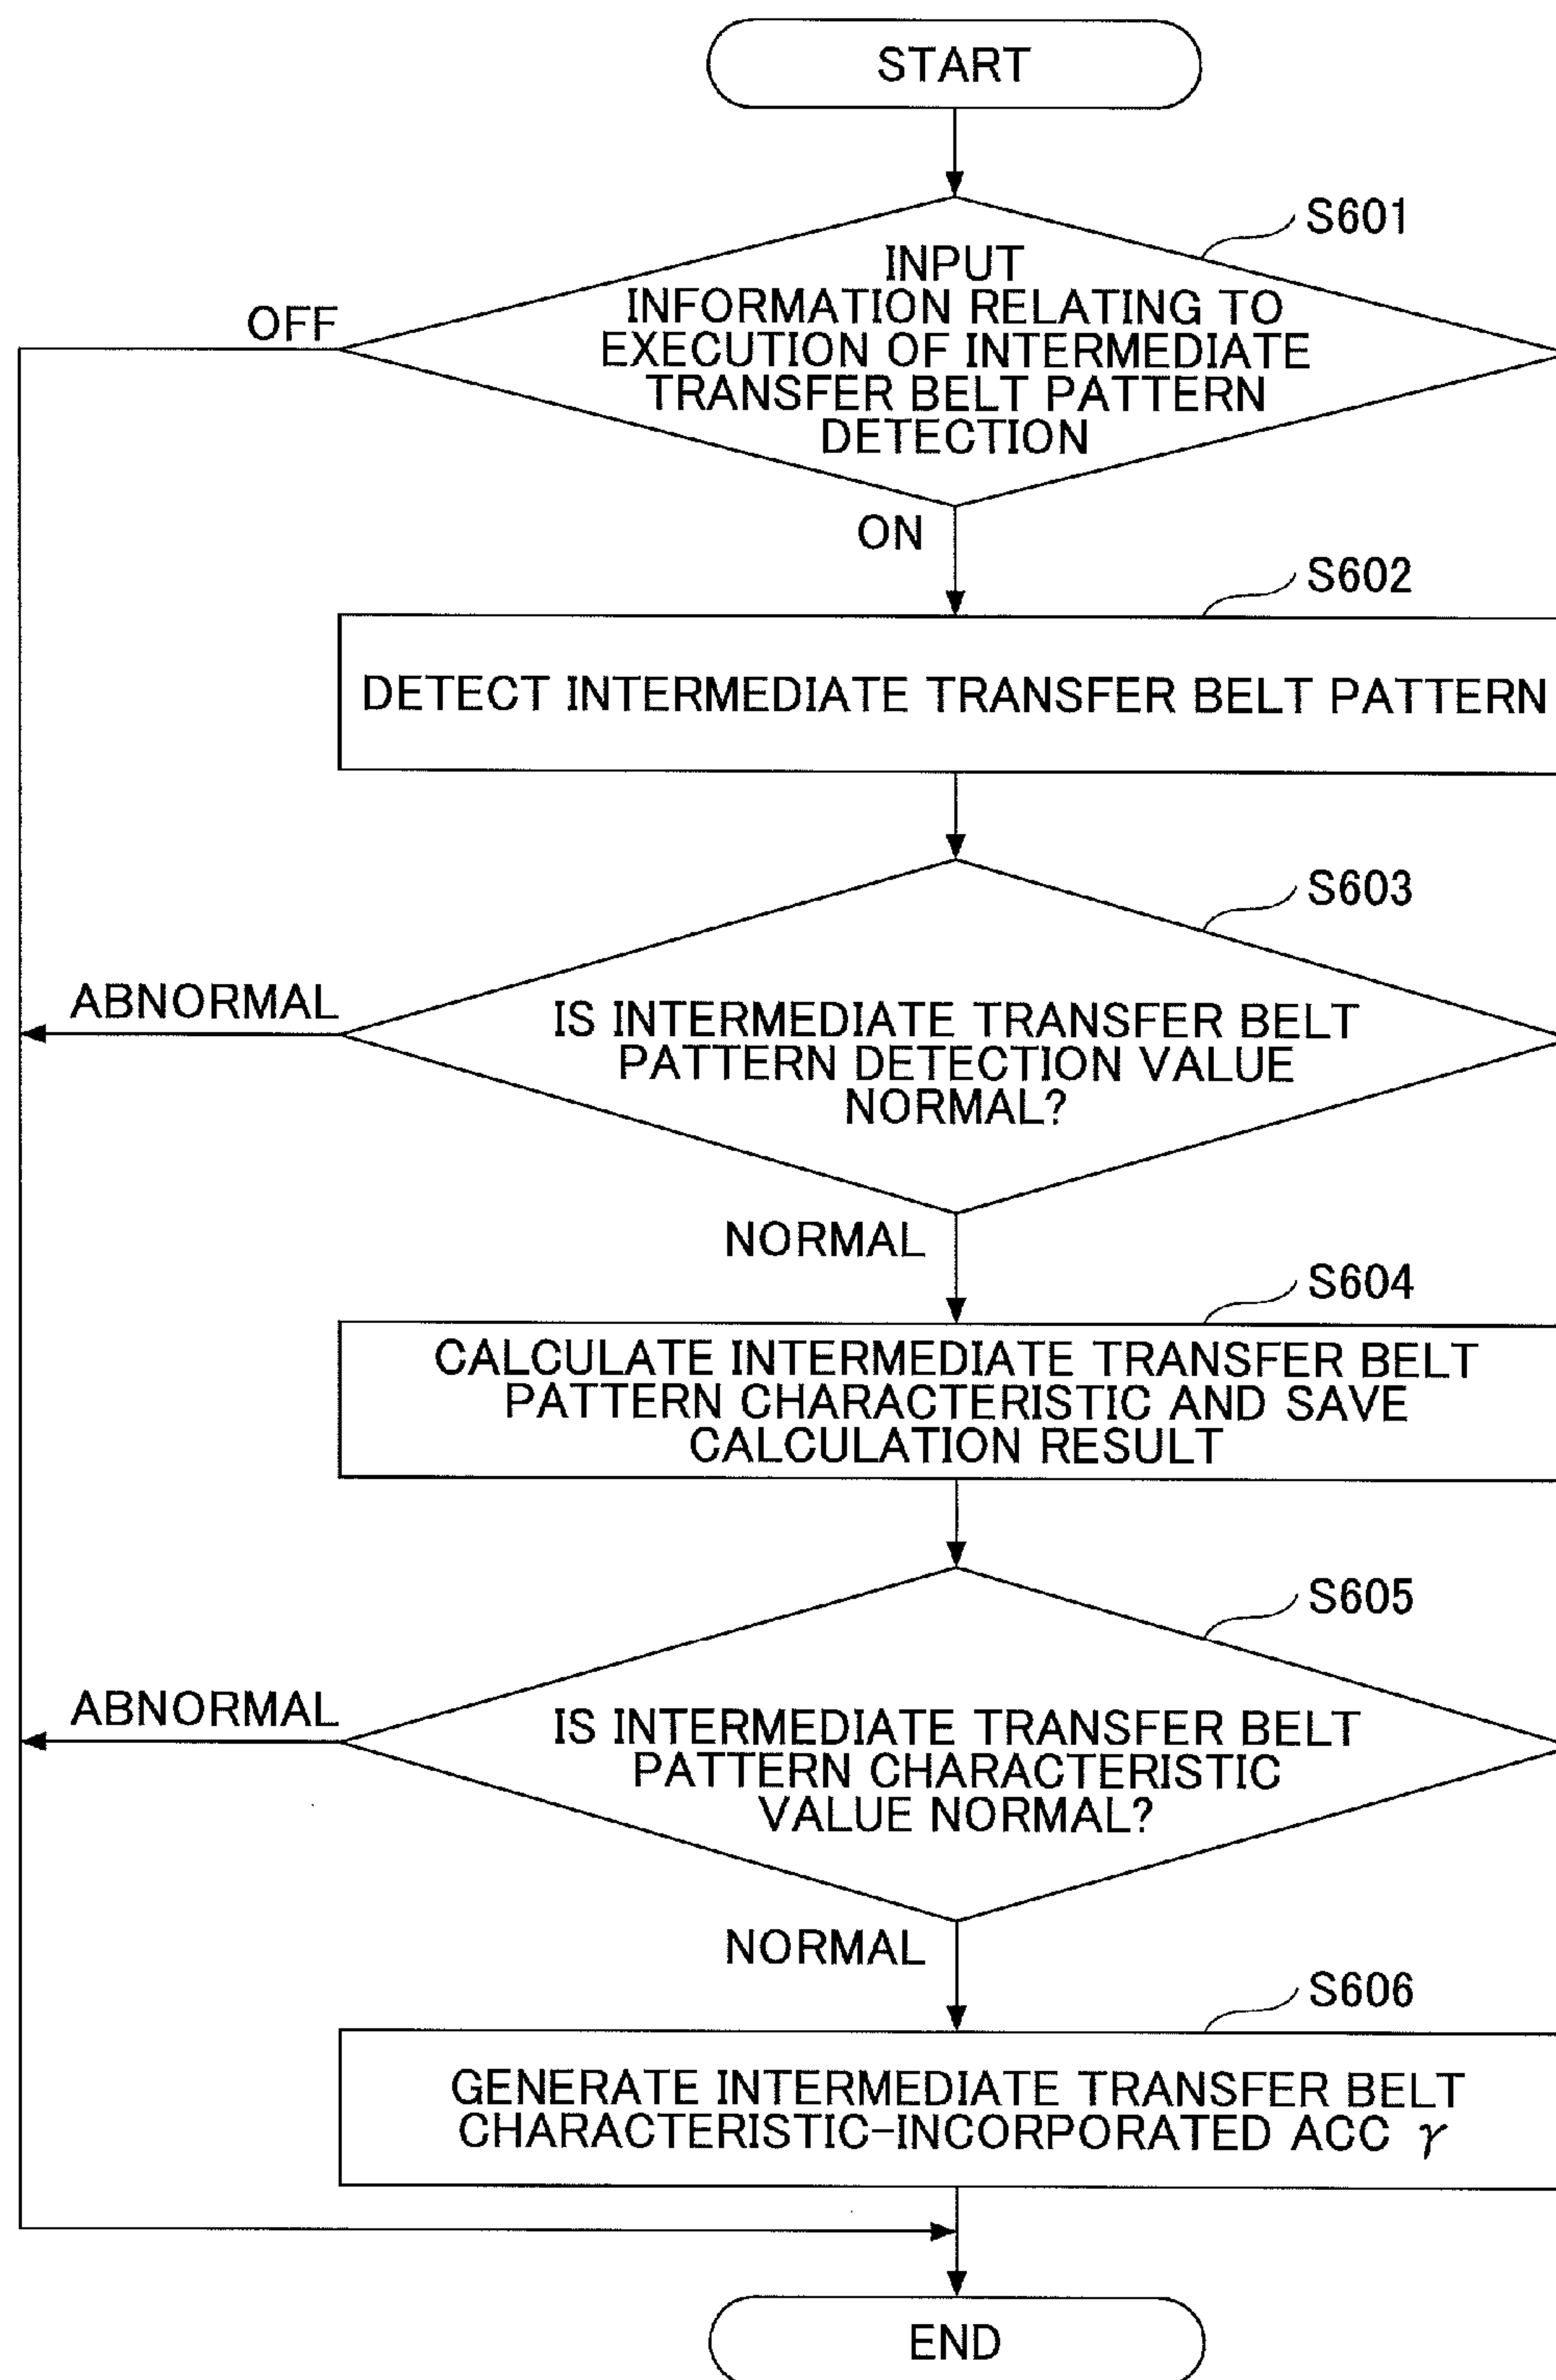 START
S601
INPUT
INFORMATION RELATING TO
EXECUTION OF INTERMEDIATE
TRANSFER BELT PATTERN
DETECTION
OFF
ON
S602
DETECT INTERMEDIATE TRANSFER BELT PATTERN
S603
ABNORMAL
IS INTERMEDIATE TRANSFER BELT
PATTERN DETECTION VALUE
NORMAL?
NORMAL
S604
CALCULATE INTERMEDIATE TRANSFER BELT
PATTERN CHARACTERISTIC AND SAVE
CALCULATION RESULT
S605
ABNORMAL
IS INTERMEDIATE TRANSFER BELT
PATTERN CHARACTERISTIC
VALUE NORMAL?
NORMAL
S606
GENERATE INTERMEDIATE TRANSFER BELT
CHARACTERISTIC-INCORPORATED ACC γ
END